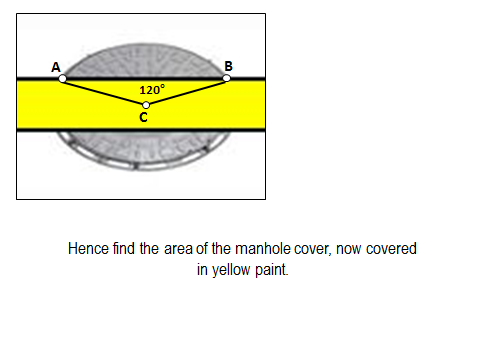 A B
120°
C
Hence find the area of the manhole cover, now covered
in yellow paint.